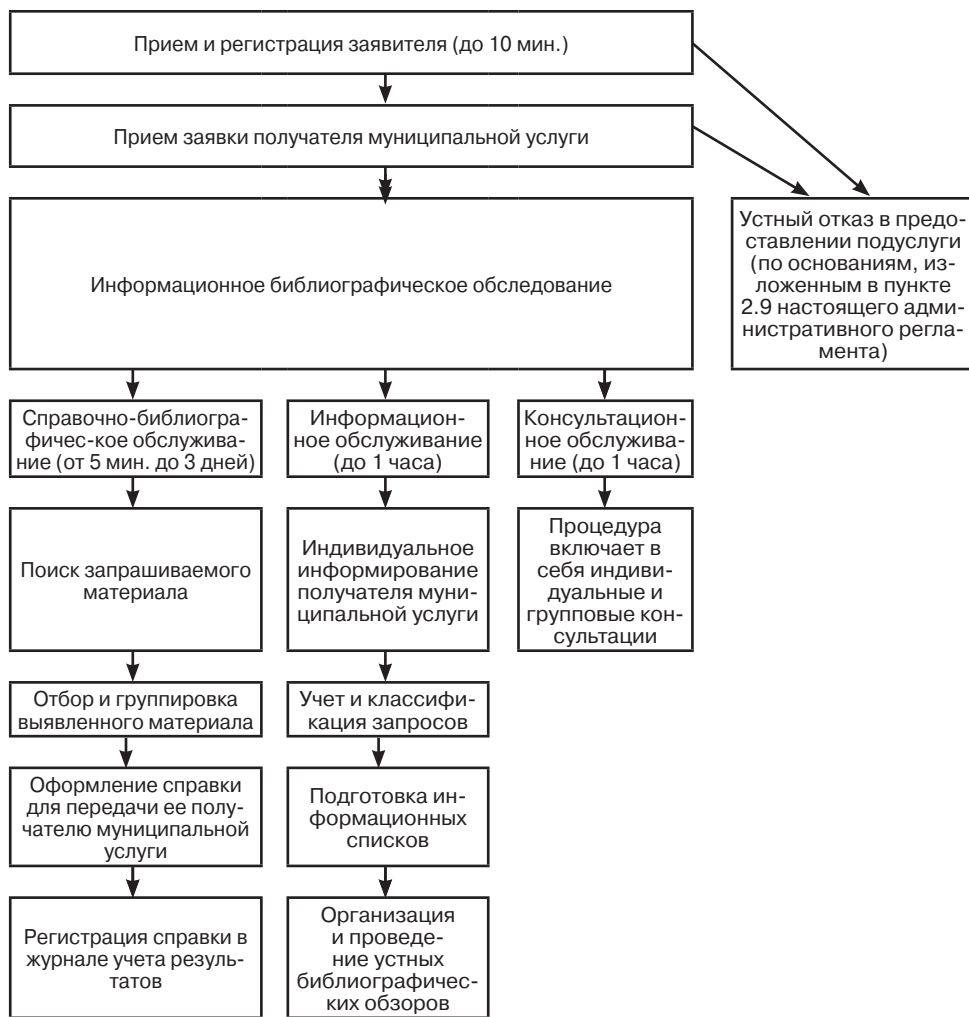 Прием и регистрация заявителя (до 10 мин.)
Прием заявки получателя муниципальной услуги
Устный отказ в предо-
ставлении подуслуги
(по основаниям, из-
ложенным в пункте
2.9 настоящего адми-
нистративного регла-
мента)
Информационное библиографическое обследование
Справочно-библиогра-
фичес-кое обслужива-
ние (от 5 мин. до 3 дней)
Информацион-
ное обслуживание
(до 1 часа)
Консультацион-
ное обслужива-
ние (до 1 часа)
Поиск запрашиваемого
материала
Индивидуальное
информирование
получателя муни-
ципальной услуги
Процедура
включает в
себя индиви-
дуальные и
групповые кон-
сультации
Отбор и группировка
выявленного материала
Учет и классифи-
кация запросов
Оформление справки
для передачи ее полу-
чателю муниципальной
услуги
Подготовка ин-
формационных
списков
Регистрация справки в
журнале учета резуль-
татов
Организация
и проведе-
ние устных
библиографичес-
ких обзоров